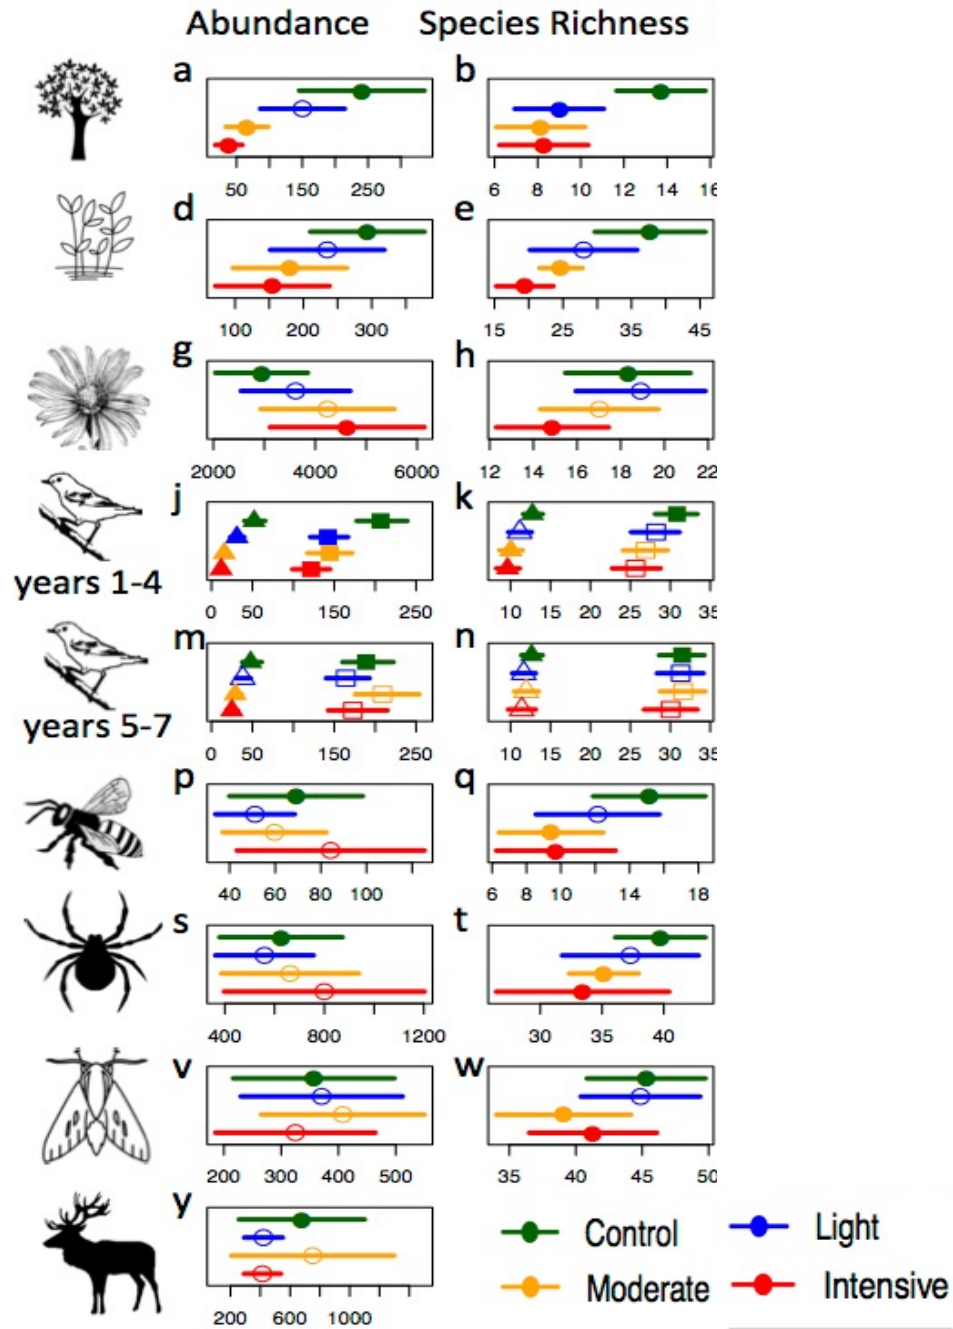 Abundance Species Richness
a b
50 150 250 6 8 10 12 14 16
d e
100 200 300 15 25 35 45
g h
2000 4000 6000 12 14 16 18 20 22
j k
years 1-4
0 50 150 250 10 15 20 25 30 35
m n
years 5-7
0 50 150 250 10 15 20 25 30 35
p q
40 60 80 100 6 8 10 14 18
s t
400 800 1200 30 35 40
v w
200 300 400 500 35 40 45 50
y
200 600 1000
Control Light
Moderate Intensive